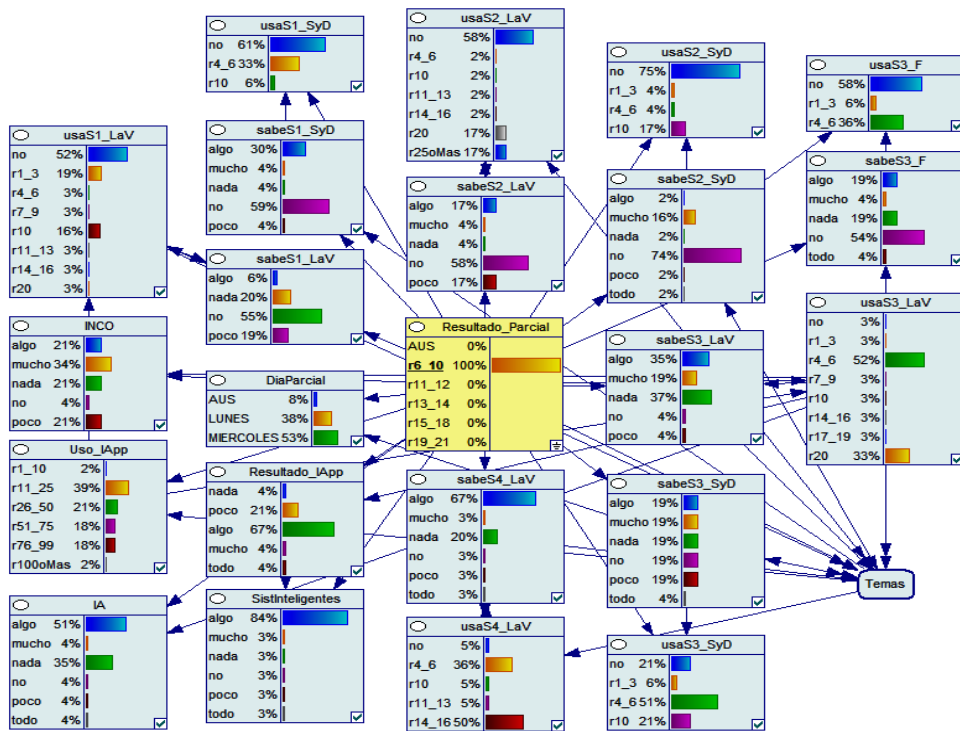 usaS1_SyD
no 61%
r4_6 33%
r10 6%
usaS2_LaV
no 58%
r4_6 2%
r10 2%
r11_13 2%
r14_16 2%
r20 17%
r25oMas 17%
usaS2_SyD
no 75%
r1_3 4%
r4_6 4%
r10 17%
usaS3_F
no 58%
r1_3 6%
r4_6 36%
usaS1_LaV
no 52%
r1_3 19%
r4_6 3%
r7_9 3%
r10 16%
r11_13 3%
r14_16 3%
r20 3%
sabeS1_SyD
algo 30%
mucho 4%
nada 4%
no 59%
poco 4%
sabeS2_LaV
algo 17%
mucho 4%
nada 4%
no 58%
poco 17%
sabeS2_SyD
algo 2%
mucho 16%
nada 2%
no 74%
poco 2%
todo 2%
sabeS3_F
algo 19%
mucho 4%
nada 19%
no 54%
todo 4%
sabeS1_LaV
algo 6%
nada 20%
no 55%
poco 19%
usaS3_LaV
no 3%
r1_3 3%
r4_6 52%
r7_9 3%
r10 3%
r14_16 3%
r17_19 3%
r20 33%
INCO
algo 21%
mucho 34%
nada 21%
no 4%
poco 21%
Resultado_Parcial
AUS 0%
r6_10 100%
r11_12 0%
r13_14 0%
r15_18 0%
r19_21 0%
sabeS3_LaV
algo 35%
mucho 19%
nada 37%
no 4%
poco 4%
DiaParcial
AUS 8%
LUNES 38%
MIERCOLES 53%
Uso_IApp
r1_10 2%
r11_25 39%
r26_50 21%
r51_75 18%
r76_99 18%
r100oMas 2%
Resultado_IApp
nada 4%
poco 21%
algo 67%
mucho 4%
todo 4%
sabeS4_LaV
algo 67%
mucho 3%
nada 20%
no 3%
poco 3%
todo 3%
sabeS3_SyD
algo 19%
mucho 19%
nada 19%
no 19%
poco 19%
todo 4%
Temas
IA
algo 51%
mucho 4%
nada 35%
no 4%
poco 4%
todo 4%
SistInteligentes
algo 84%
mucho 3%
nada 3%
no 3%
poco 3%
todo 3%
usaS4_LaV
no 5%
r4_6 36%
r10 5%
r11_13 5%
r14_16 50%
usaS3_SyD
no 21%
r1_3 6%
r4_6 51%
r10 21%